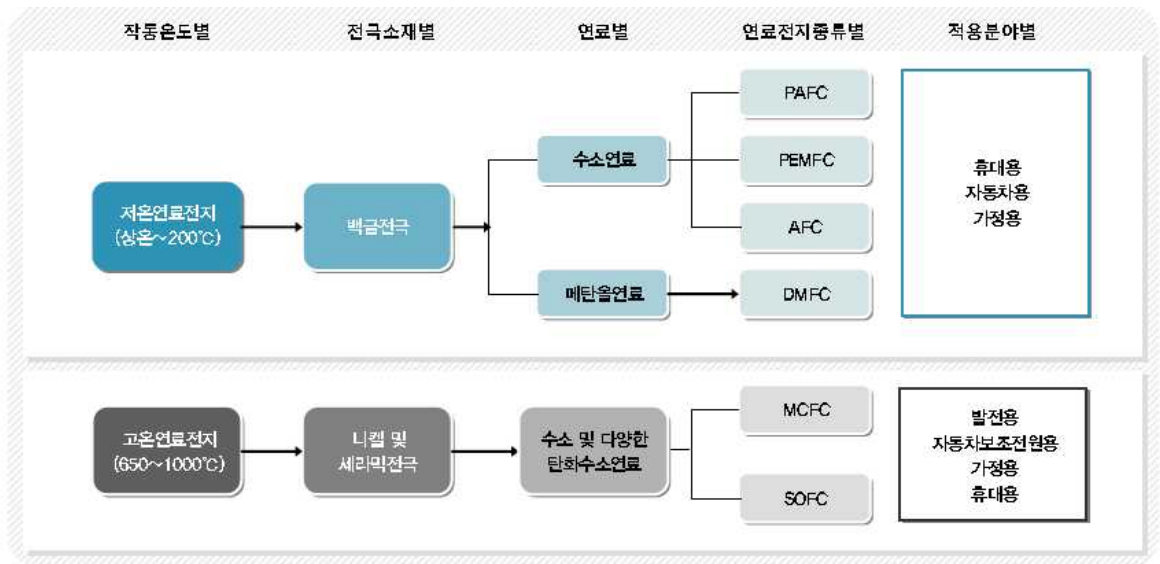 작동온도별 전극소재별 연료별 연료전지종류별 적용분야별
저온연료전지
(상온~200℃)
백금전극
수소연료
메탄올연료
PAFC
PEMFC
AFC
DMFC
휴대용
자동차용
가정용
고온연료전지
(650~1000℃)
니켈 및
세라믹전극
수소 및 다양한
탄화수소연료
MCFC
SOFC
발전용
자동차보조전원용
가정용
휴대용